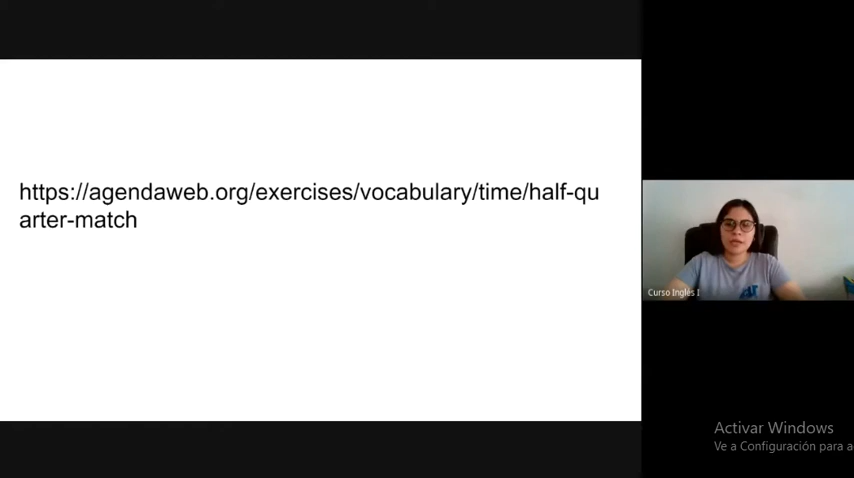 https://agendaweb.org/exercises/vocabulary/time/half-qu
arter-match
Curso Inglés I
Activar Windows
Ve a Configuración para a